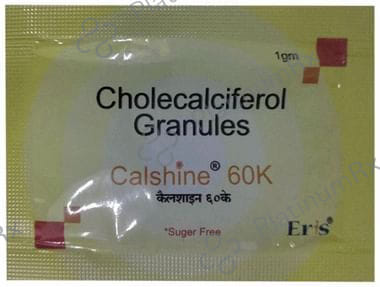 1gm
Cholecalciferol
Granules
Calshine® 60K
कैलशाइन ६०के
*Suger Free
Eris®